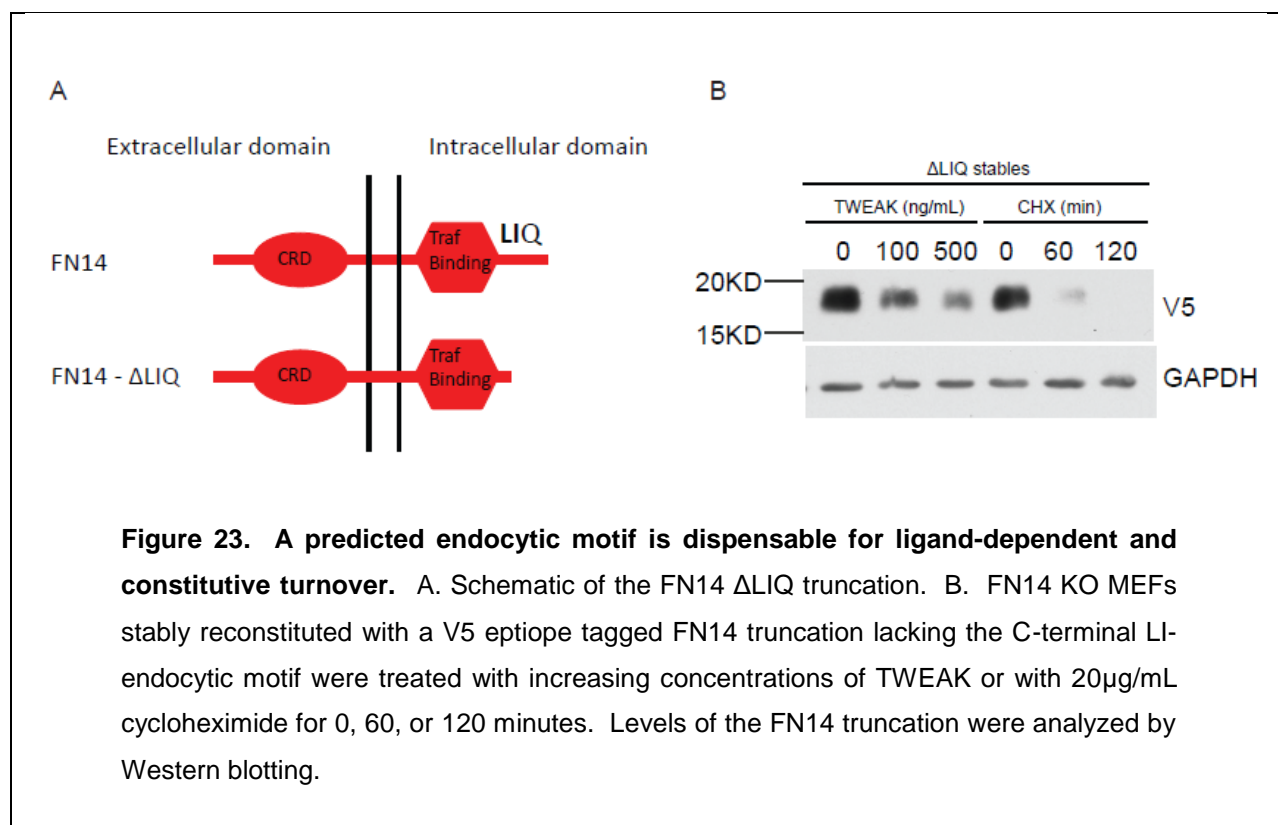 A
Extracellular domain
Intracellular domain
FN14
CRD
Traf
Binding
LIQ
FN14 - ΔLIQ
CRD
Traf
Binding
B
ΔLIQ stables
TWEAK (ng/mL) CHX (min)
0 100 500 0 60 120
20KD
15KD
V5
GAPDH
Figure 23. A predicted endocytic motif is dispensable for ligand-dependent and
constitutive turnover. A. Schematic of the FN14 ΔLIQ truncation. B. FN14 KO MEFs
stably reconstituted with a V5 eptiope tagged FN14 truncation lacking the C-terminal LI-
endocytic motif were treated with increasing concentrations of TWEAK or with 20µg/mL
cycloheximide for 0, 60, or 120 minutes. Levels of the FN14 truncation were analyzed by
Western blotting.